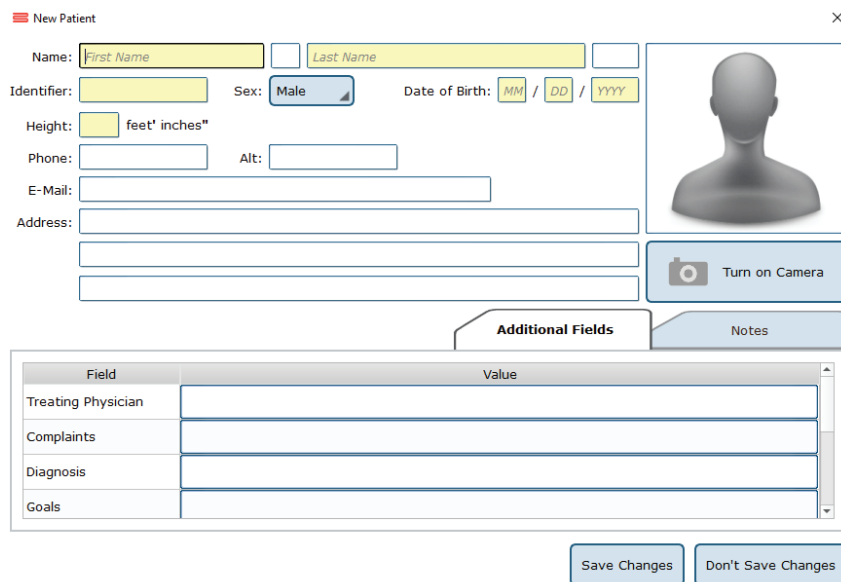 New Patient
Name: First Name Last Name
Identifier: Sex: Male Date of Birth: MM / DD / YYYY
Height: feet' inches"
Phone: Alt:
E-Mail:
Address:
Turn on Camera
Additional Fields Notes
Field Value
Treating Physician
Complaints
Diagnosis
Goals
Save Changes Don't Save Changes